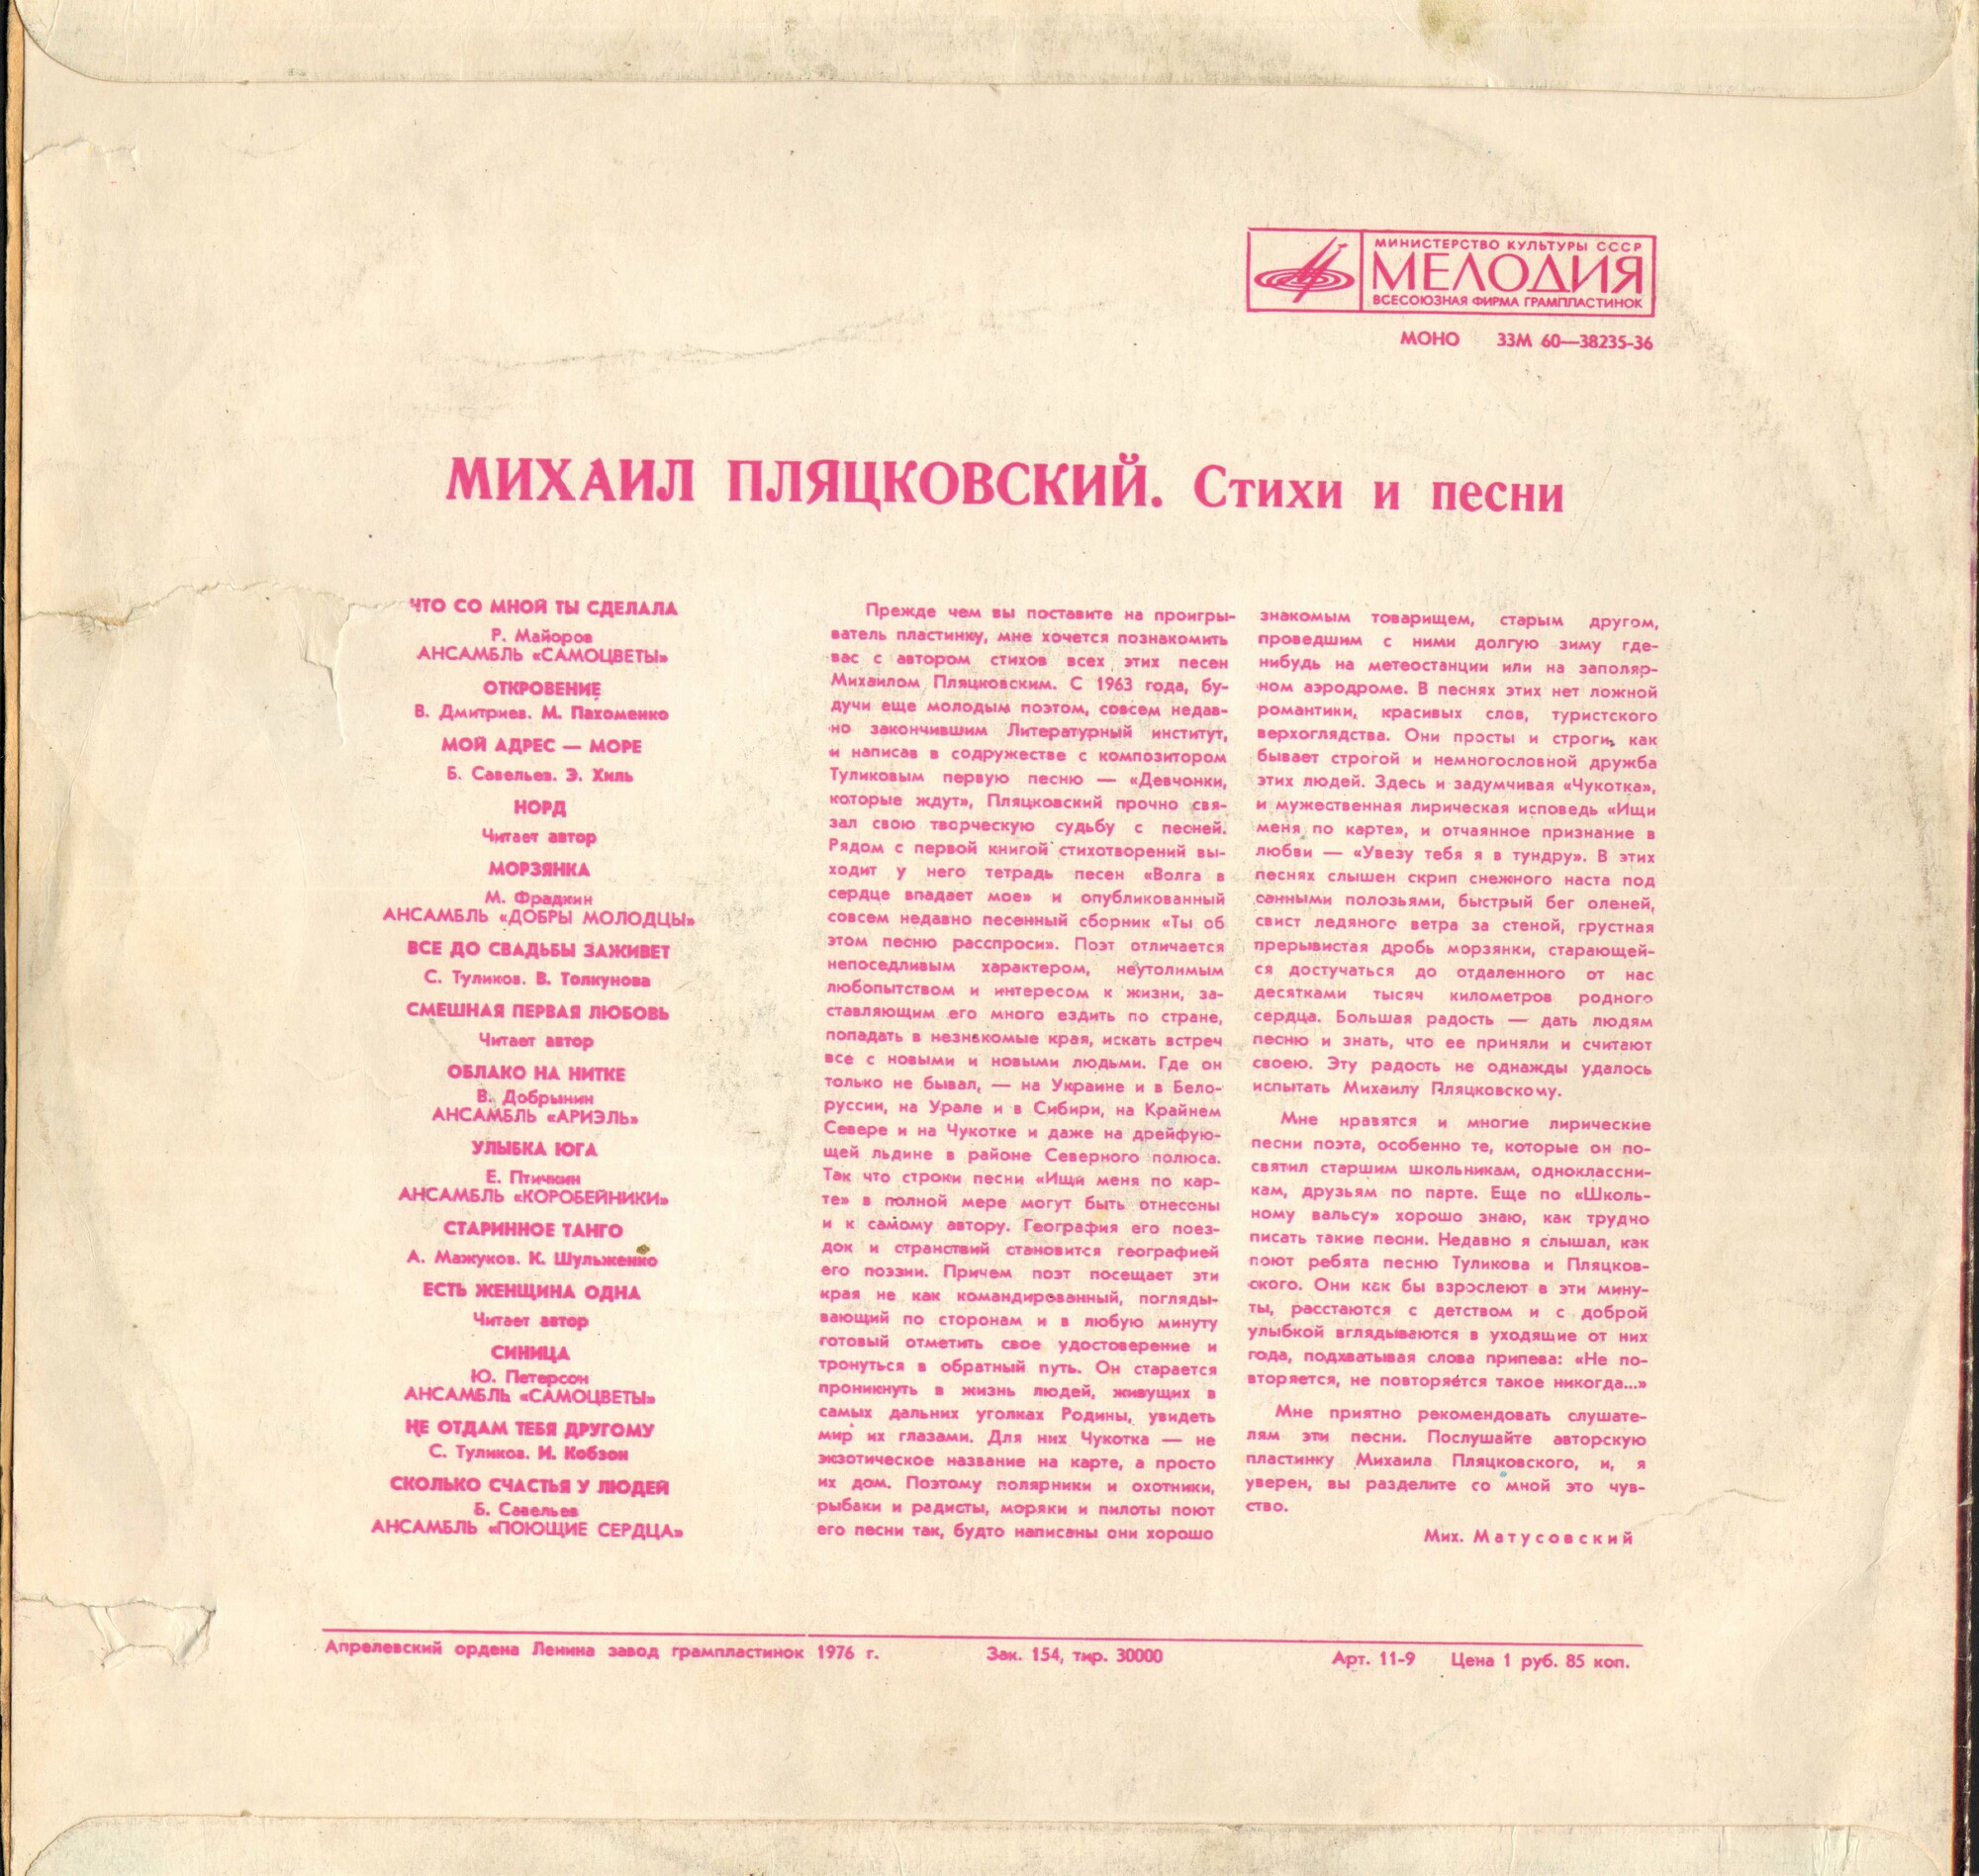 МИНИСТЕРСТВО КУЛЬТУРЫ СССР
МЕЛОДИЯ
ВСЕСОЮЗНАЯ ФИРМА ГРАМПЛАСТИНОК
МОНО 33М 60—38235-36
МИХАИЛ ПЛЯЦКОВСКИЙ. Стихи и песни
ЧТО СО МНОЙ ТЫ СДЕЛАЛА
Р. Майоров
АНСАМБЛЬ «САМОЦВЕТЫ»
ОТКРОВЕНИЕ
В. Дмитриев. М. Пахоменко
МОЙ АДРЕС — МОРЕ
Б. Савельев. Э. Хиль
НОРД
Читает автор
МОРЗЯНКА
М. Фрадкин
АНСАМБЛЬ «ДОБРЫ МОЛОДЦЫ»
ВСЕ ДО СВАДЬБЫ ЗАЖИВЕТ
С. Туликов. В. Толкунова
СМЕШНАЯ ПЕРВАЯ ЛЮБОВЬ
Читает автор
ОБЛАКО НА НИТКЕ
В. Добрынин
АНСАМБЛЬ «АРИЭЛЬ»
УЛЫБКА ЮГА
Е. Птичкин
АНСАМБЛЬ «КОРОБЕЙНИКИ»
СТАРИННОЕ ТАНГО
А. Мажуков. К. Шульженко
ЕСТЬ ЖЕНЩИНА ОДНА
Читает автор
СИНИЦА
Ю. Петерсон
АНСАМБЛЬ «САМОЦВЕТЫ»
НЕ ОТДАМ ТЕБЯ ДРУГОМУ
С. Туликов. И. Кобзон
СКОЛЬКО СЧАСТЬЯ У ЛЮДЕЙ
Б. Савельев
АНСАМБЛЬ «ПОЮЩИЕ СЕРДЦА»
Прежде чем вы поставите на проигры-
ватель пластинку, мне хочется познакомить
вас с автором стихов всех этих песен
Михаилом Пляцковским. С 1963 года, бу-
дучи еще молодым поэтом, совсем недав-
но закончившим Литературный институт,
и написав в содружестве с композитором
Туликовым первую песню — «Девчонки,
которые ждут», Пляцковский прочно свя-
зал свою творческую судьбу с песней.
Рядом с первой книгой стихотворений вы-
ходит у него тетрадь песен «Волга в
сердце впадает мое» и опубликованный
совсем недавно песенный сборник «Ты об
этом песню расспроси». Поэт отличается
непоседливым характером, неутолимым
любопытством и интересом к жизни, за-
ставляющим его много ездить по стране,
попадать в незнакомые края, искать встреч
все с новыми и новыми людьми. Где он
только не бывал, — на Украине и в Бело-
руссии, на Урале и в Сибири, на Крайнем
Севере и на Чукотке и даже на дрейфую-
щей льдине в районе Северного полюса.
Так что строки песни «Ищи меня по кар-
те» в полной мере могут быть отнесены
и к самому автору. География его поез-
док и странствий становится географией
его поэзии. Причем поэт посещает эти
края не как командированный, погляды-
вающий по сторонам и в любую минуту
готовый отметить свое удостоверение и
тронуться в обратный путь. Он старается
проникнуть в жизнь людей, живущих в
самых дальних уголках Родины, увидеть
мир их глазами. Для них Чукотка — не
экзотическое название на карте, а просто
их дом. Поэтому полярники и охотники,
рыбаки и радисты, моряки и пилоты поют
его песни так, будто написаны они хорошо
знакомым товарищем, старым другом,
проведшим с ними долгую зиму где-
нибудь на метеостанции или на заполяр-
ном аэродроме. В песнях этих нет ложной
романтики, красивых слов, туристского
верхоглядства. Они просты и строги, как
бывает строгой и немногословной дружба
этих людей. Здесь и задумчивая «Чукотка»,
и мужественная лирическая исповедь «Ищи
меня по карте», и отчаянное признание в
любви — «Увезу тебя я в тундру». В этих
песнях слышен скрип снежного наста под
санными полозьями, быстрый бег оленей,
свист ледяного ветра за стеной, грустная
прерывистая дробь морзянки, старающей-
ся достучаться до отдаленного от нас
десятками тысяч километров родного
сердца. Большая радость — дать людям
песню и знать, что ее приняли и считают
своею. Эту радость не однажды удалось
испытать Михаилу Пляцковскому.
Мне нравятся и многие лирические
песни поэта, особенно те, которые он по-
святил старшим школьникам, одноклассни-
кам, друзьям по парте. Еще по «Школь-
ному вальсу» хорошо знаю, как трудно
писать такие песни. Недавно я слышал, как
поют ребята песню Туликова и Пляцков-
ского. Они как бы взрослеют в эти мину-
ты, расстаются с детством и с доброй
улыбкой вглядываются в уходящие от них
года, подхватывая слова припева: «Не по-
вторяется, не повторяется такое никогда...»
Мне приятно рекомендовать слушате-
лям эти песни. Послушайте авторскую
пластинку Михаила Пляцковского, и, я
уверен, вы разделите со мной это чув-
ство.
Мих. Матусовский
Апрелевский ордена Ленина завод грампластинок 1976 г. Зак. 154, тир. 30000 Арт. 11-9 Цена 1 руб. 85 коп.